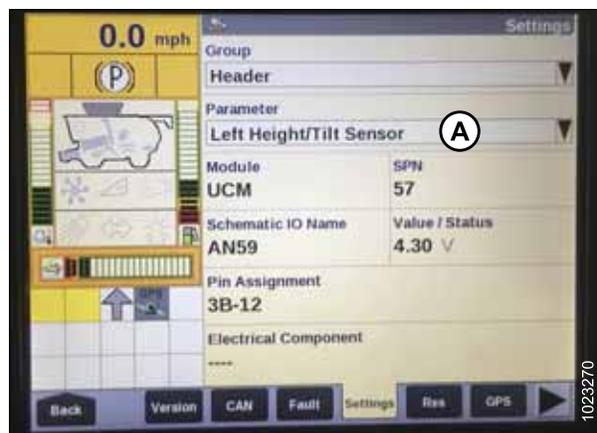 0.0 mph
Settings
(P)
Group
Header
Parameter
Left Height/Tilt Sensor
A
Module
SPN
UCM
57
Schematic IO Name
Value / Status
AN59
4.30 V
Pin Assignment
3B-12
Electrical Component
----
Back
Version
CAN
Fault
Settings
Res
GPS
1023270